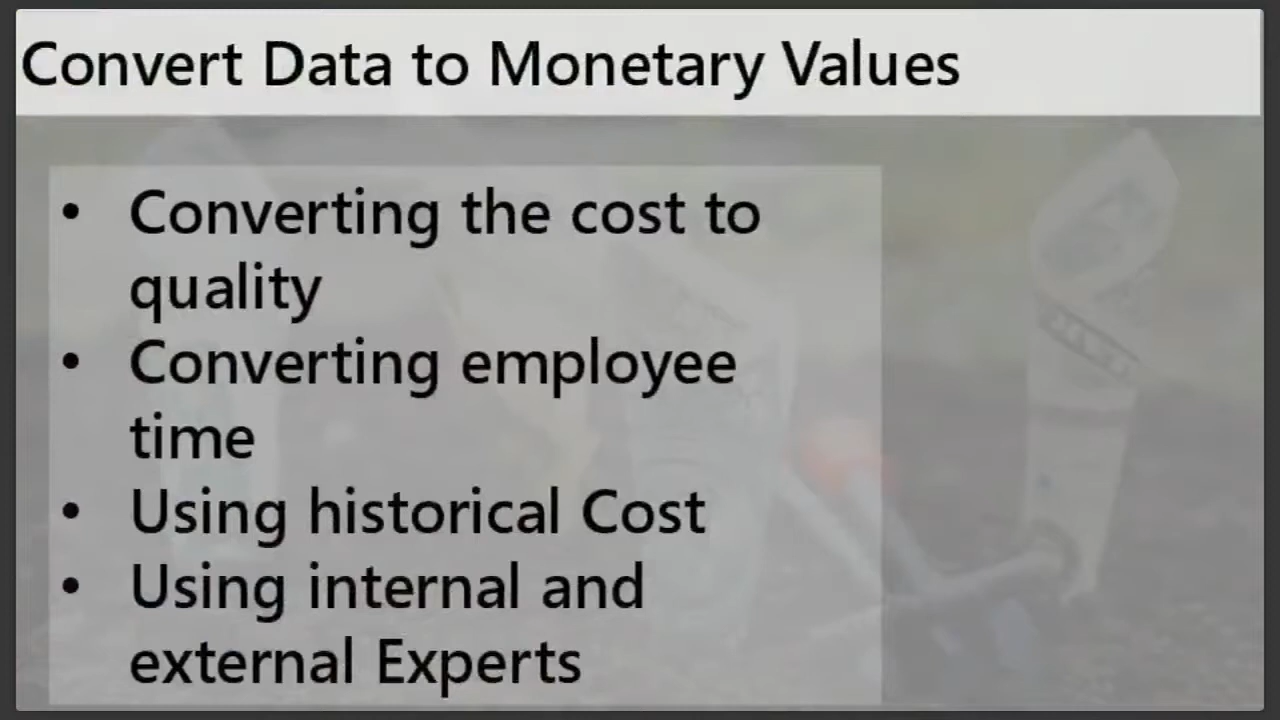 Convert Data to Monetary Values
• Converting the cost to
quality
• Converting employee
time
• Using historical Cost
• Using internal and
external Experts